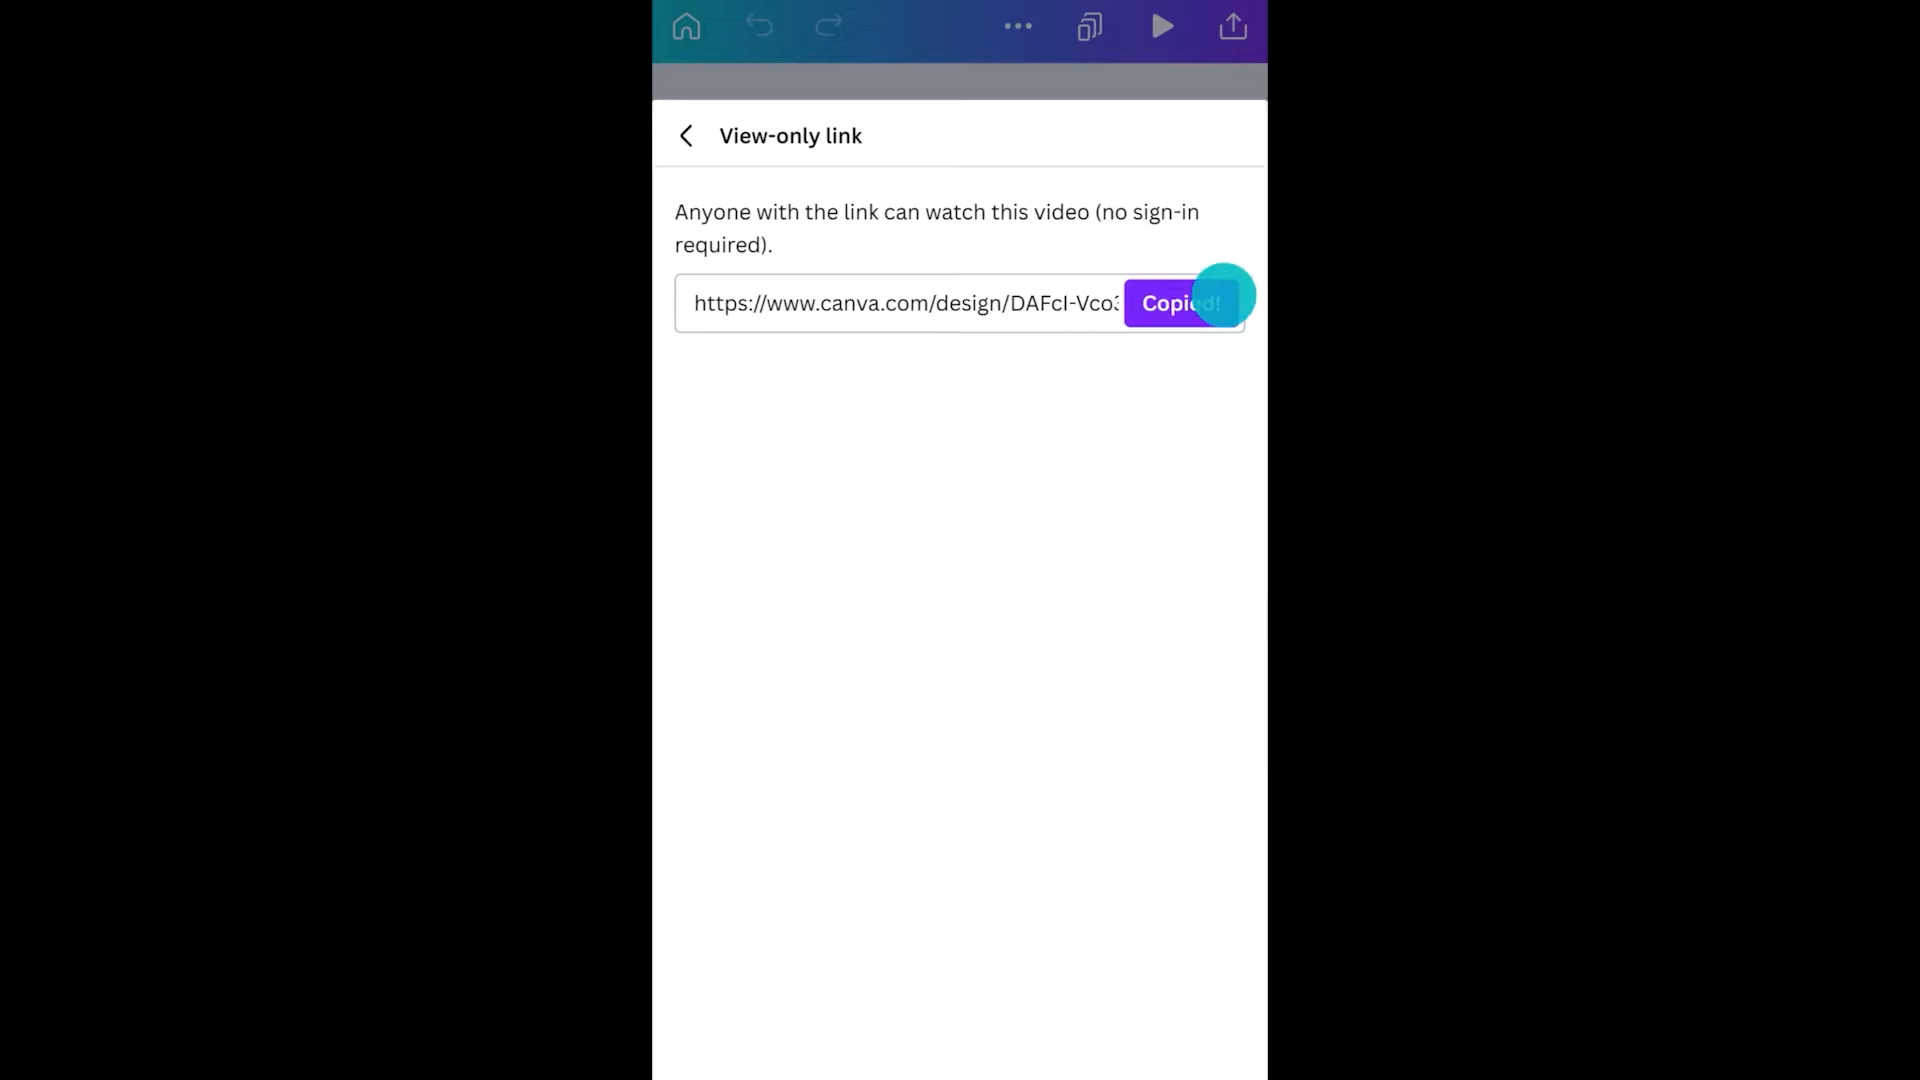 View-only link
Anyone with the link can watch this video (no sign-in
required).
https://www.canva.com/design/DAFcI-Vco
Copied!